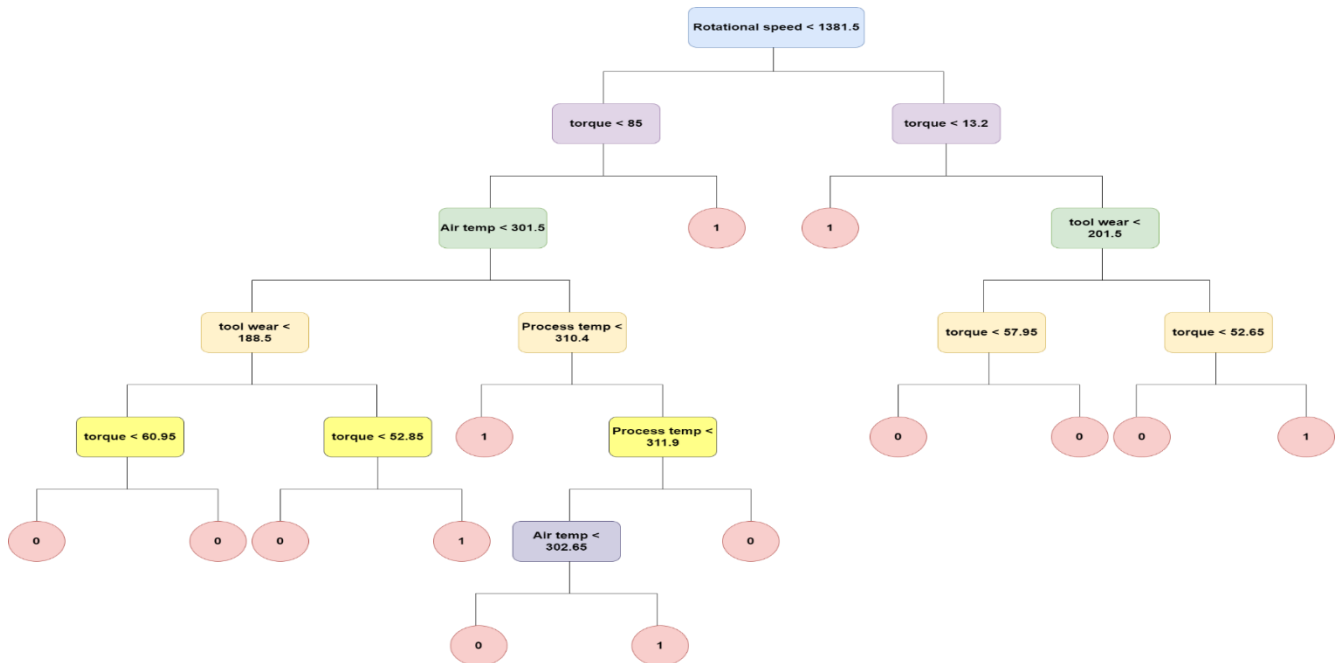 Rotational speed < 1381.5
torque < 85
torque < 13.2
Air temp < 301.5
1
1
tool wear <
201.5
tool wear <
188.5
Process temp <
310.4
torque < 57.95
torque < 52.65
torque < 60.95
torque < 52.85
1
Process temp <
311.9
0
0
0
1
0
0
0
1
Air temp <
302.65
0
0
1